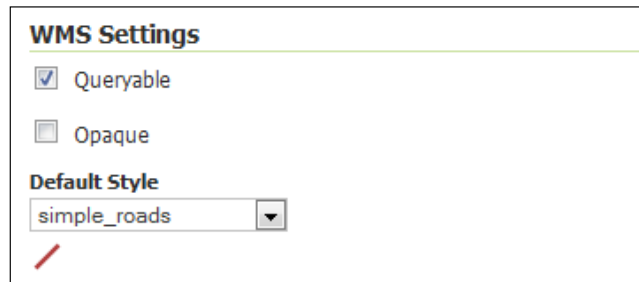 WMS Settings
Queryable
Opaque
Default Style
simple_roads